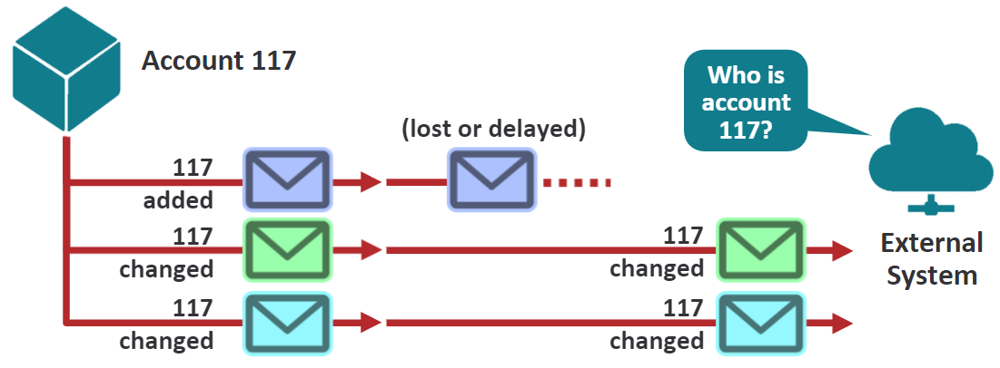 Account 117
(lost or delayed)
Who is
account
117?
117
added
117
changed
117
changed
117
changed
117
changed
External
System